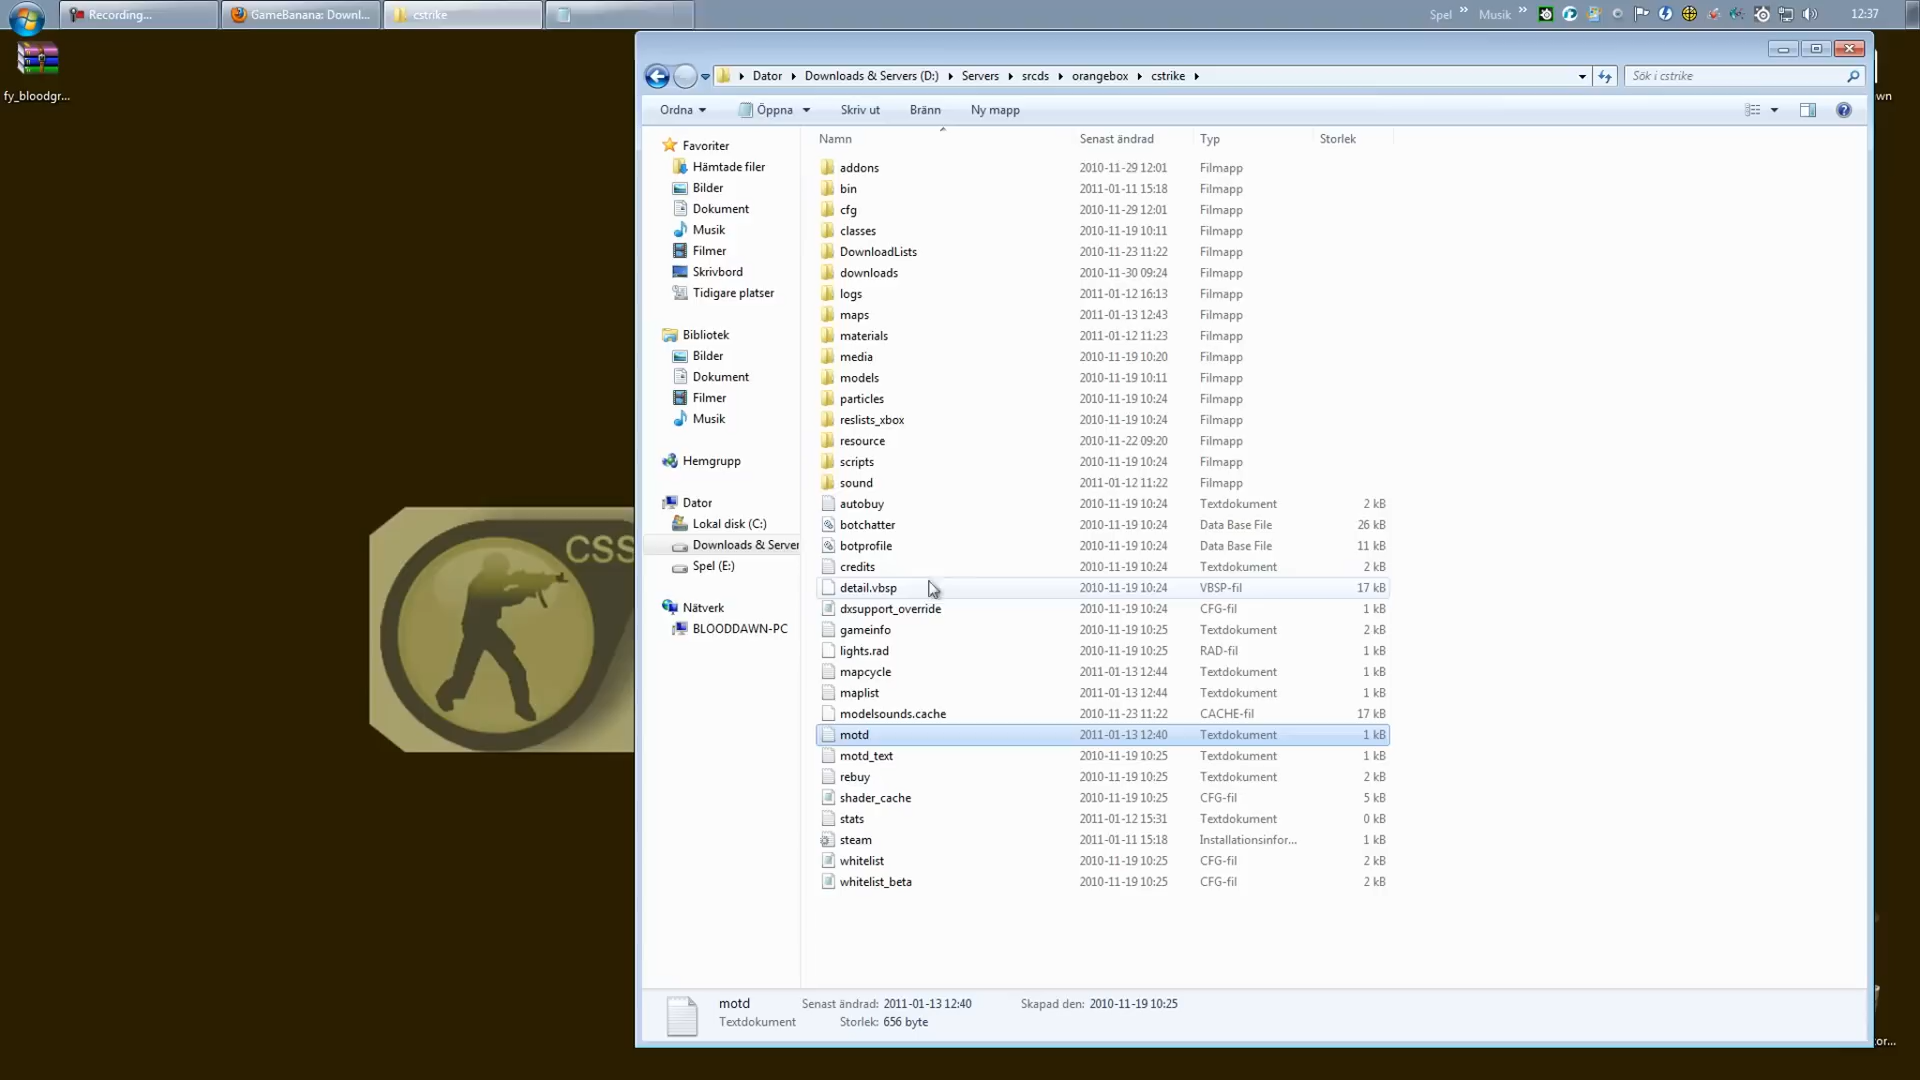 Recording...
GameBanana: Downl...
cstrike
Spel
Musik
12:37
fy_bloodgr...
Dator
Downloads & Servers (D:)
Servers
srcds
orangebox
cstrike
Sök i cstrike
Ordna
Öppna
Skriv ut
Bränn
Ny mapp
Namn
Senast ändrad
Typ
Storlek
Favoriter
Hämtade filer
Bilder
Dokument
Musik
Filmer
Skrivbord
Tidigare platser
Bibliotek
Bilder
Dokument
Filmer
Musik
Hemgrupp
Dator
Lokal disk (C:)
Downloads & Server
Spel (E:)
Nätverk
BLOODDAWN-PC
addons 2010-11-29 12:01 Filmapp
bin 2011-01-11 15:18 Filmapp
cfg 2010-11-29 12:01 Filmapp
classes 2010-11-19 10:11 Filmapp
DownloadLists 2010-11-23 11:22 Filmapp
downloads 2010-11-30 09:24 Filmapp
logs 2011-01-12 16:13 Filmapp
maps 2011-01-13 12:43 Filmapp
materials 2011-01-12 11:23 Filmapp
media 2010-11-19 10:20 Filmapp
models 2010-11-19 10:11 Filmapp
particles 2010-11-19 10:24 Filmapp
reslists_xbox 2010-11-19 10:24 Filmapp
resource 2010-11-22 09:20 Filmapp
scripts 2010-11-19 10:24 Filmapp
sound 2011-01-12 11:22 Filmapp
autobuy 2010-11-19 10:24 Textdokument 2 kB
botchatter 2010-11-19 10:24 Data Base File 26 kB
botprofile 2010-11-19 10:24 Data Base File 11 kB
credits 2010-11-19 10:24 Textdokument 2 kB
detail.vbsp 2010-11-19 10:24 VBSP-fil 17 kB
dxsupport_override 2010-11-19 10:24 CFG-fil 1 kB
gameinfo 2010-11-19 10:25 Textdokument 2 kB
lights.rad 2010-11-19 10:25 RAD-fil 1 kB
mapcycle 2011-01-13 12:44 Textdokument 1 kB
maplist 2011-01-13 12:44 Textdokument 1 kB
modelsounds.cache 2010-11-23 11:22 CACHE-fil 17 kB
motd 2011-01-13 12:40 Textdokument 1 kB
motd_text 2010-11-19 10:25 Textdokument 1 kB
rebuy 2010-11-19 10:25 Textdokument 2 kB
shader_cache 2010-11-19 10:25 CFG-fil 5 kB
stats 2011-01-12 15:31 Textdokument 0 kB
steam 2011-01-11 15:18 Installationsinfor... 1 kB
whitelist 2010-11-19 10:25 CFG-fil 2 kB
whitelist_beta 2010-11-19 10:25 CFG-fil 2 kB
CSS
motd Senast ändrad: 2011-01-13 12:40 Skapad den: 2010-11-19 10:25
Textdokument Storlek: 656 byte
wn
or...